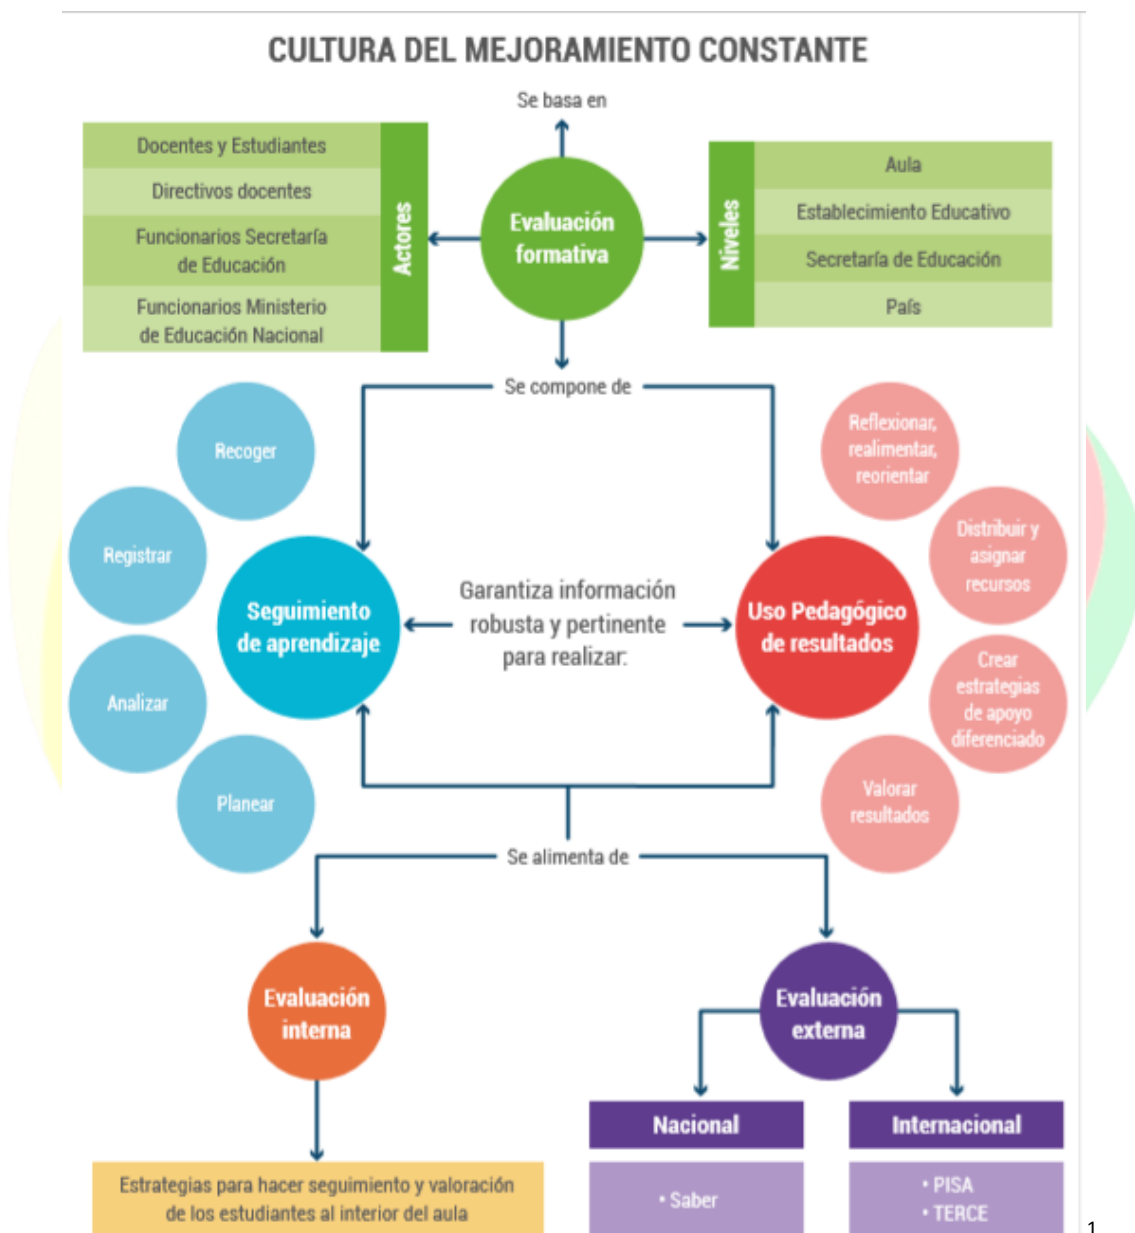 CULTURA DEL MEJORAMIENTO CONSTANTE
Se basa en
Docentes y Estudiantes
Directivos docentes
Funcionarios Secretaría
de Educación
Funcionarios Ministerio
de Educación Nacional
Actores
Evaluación
formativa
Niveles
Aula
Establecimiento Educativo
Secretaría de Educación
País
Se compone de
Recoger
Registrar
Analizar
Planear
Seguimiento
de aprendizaje
Garantiza información
robusta y pertinente
para realizar:
Uso Pedagógico
de resultados
Reflexionar,
realimentar,
reorientar
Distribuir y
asignar
recursos
Crear
estrategias
de apoyo
diferenciado
Valorar
resultados
Se alimenta de
Evaluación
interna
Evaluación
externa
Estrategias para hacer seguimiento y valoración
de los estudiantes al interior del aula
Nacional
• Saber
Internacional
• PISA
• TERCE
1